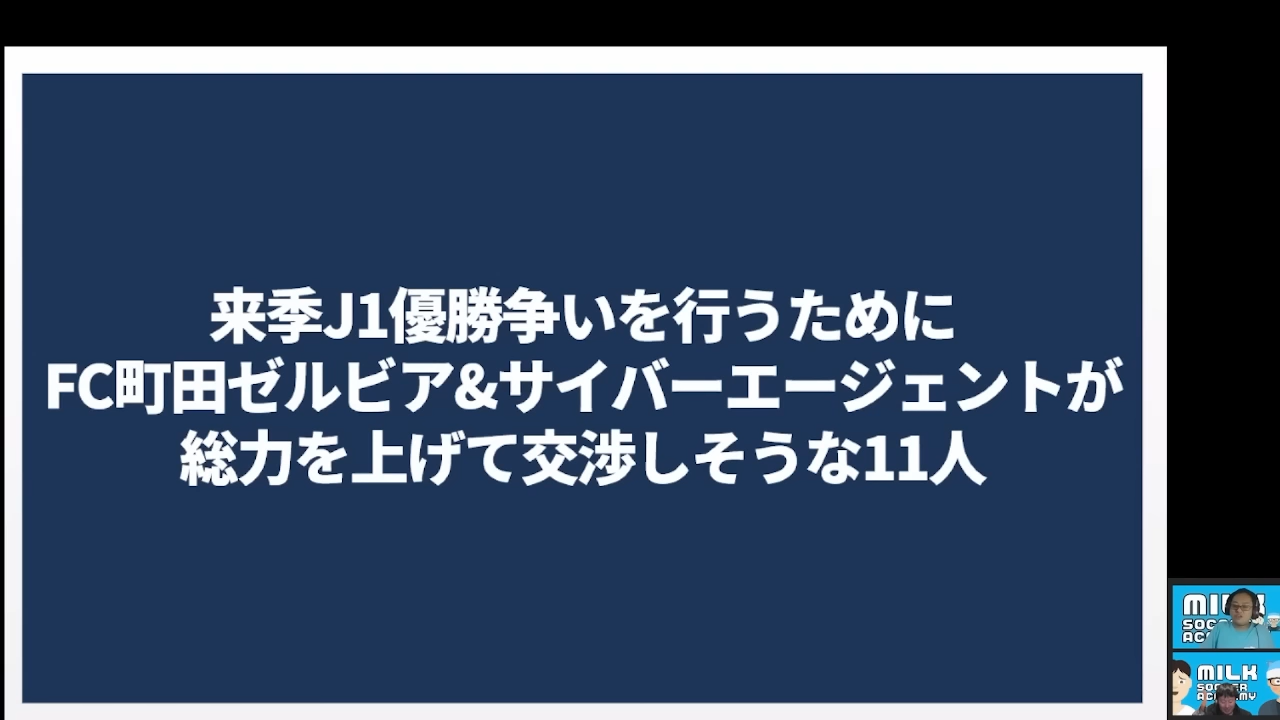 来季J1優勝争いを行うために
FC町田ゼルビア&サイバーエージェントが
総力を上げて交渉しそうな11人
MILK
SOCCER
ACADEMY